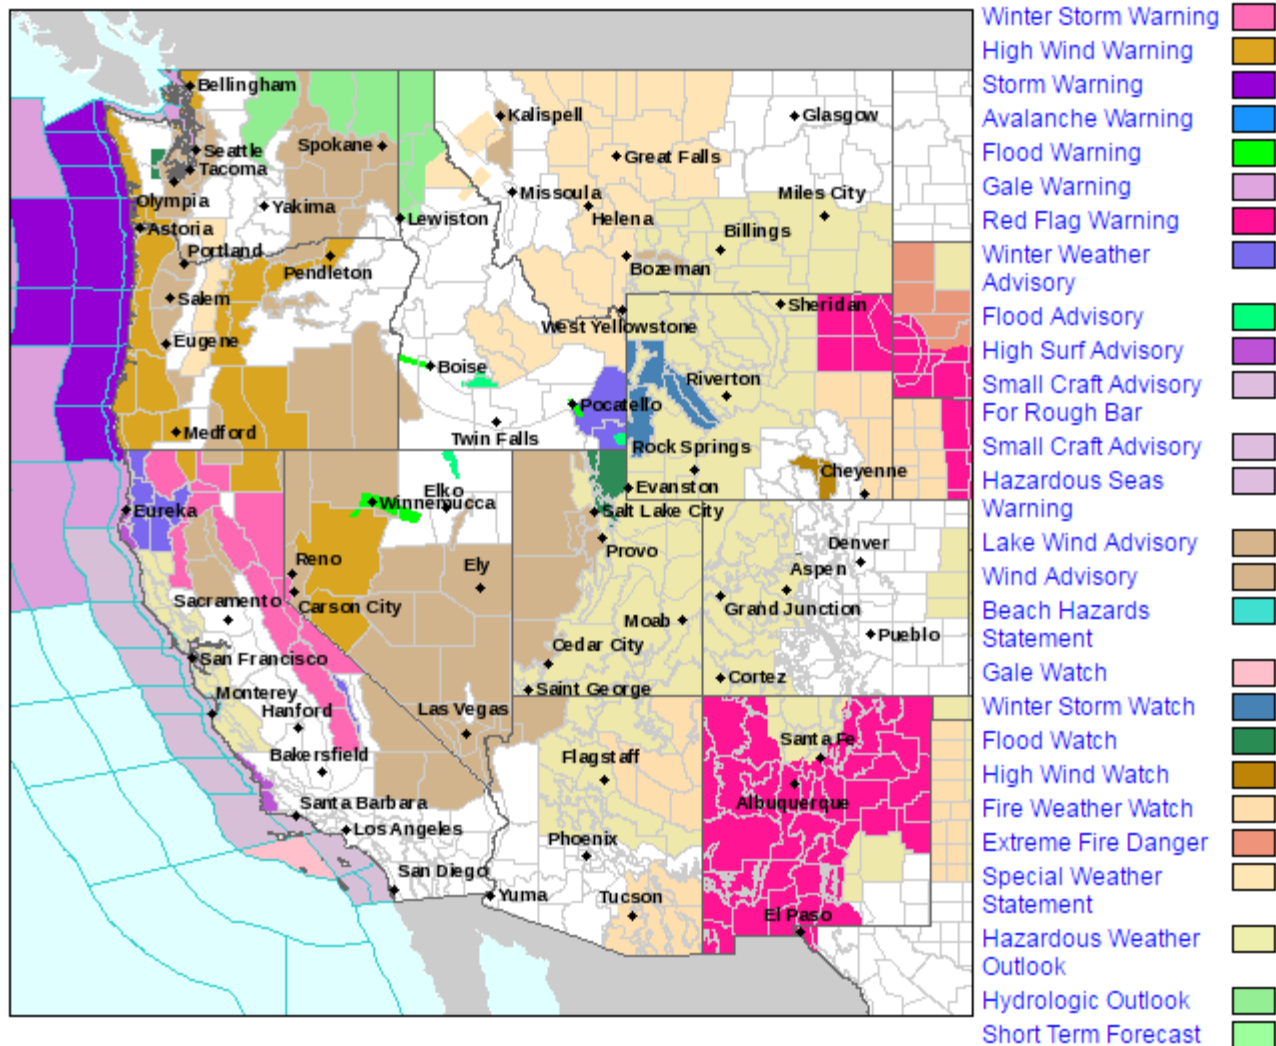 Bellingham
Seattle
Tacoma
Olympia
Spokane
Yakima
Astoria
Portland
Pendleton
Salem
Eugene
Medford
Lewiston
Kalispell
Missoula
Great Falls
Helena
Glasgow
Miles City
Billings
Bozeman
West Yellowstone
Sheridan
Boise
Pocatello
Twin Falls
Riverton
Rock Springs
Cheyenne
Evanston
Eureka
Elko
Winnemucca
Salt Lake City
Provo
Reno
Carson City
Ely
Sacramento
San Francisco
Monterey
Hanford
Bakersfield
Las Vegas
Cedar City
Saint George
Moab
Denver
Aspen
Grand Junction
Pueblo
Cortez
Santa Barbara
Los Angeles
San Diego
Yuma
Flagstaff
Phoenix
Tucson
Santa Fe
Albuquerque
El Paso
Winter Storm Warning
High Wind Warning
Storm Warning
Avalanche Warning
Flood Warning
Gale Warning
Red Flag Warning
Winter Weather
Advisory
Flood Advisory
High Surf Advisory
Small Craft Advisory
For Rough Bar
Small Craft Advisory
Hazardous Seas
Warning
Lake Wind Advisory
Wind Advisory
Beach Hazards
Statement
Gale Watch
Winter Storm Watch
Flood Watch
High Wind Watch
Fire Weather Watch
Extreme Fire Danger
Special Weather
Statement
Hazardous Weather
Outlook
Hydrologic Outlook
Short Term Forecast